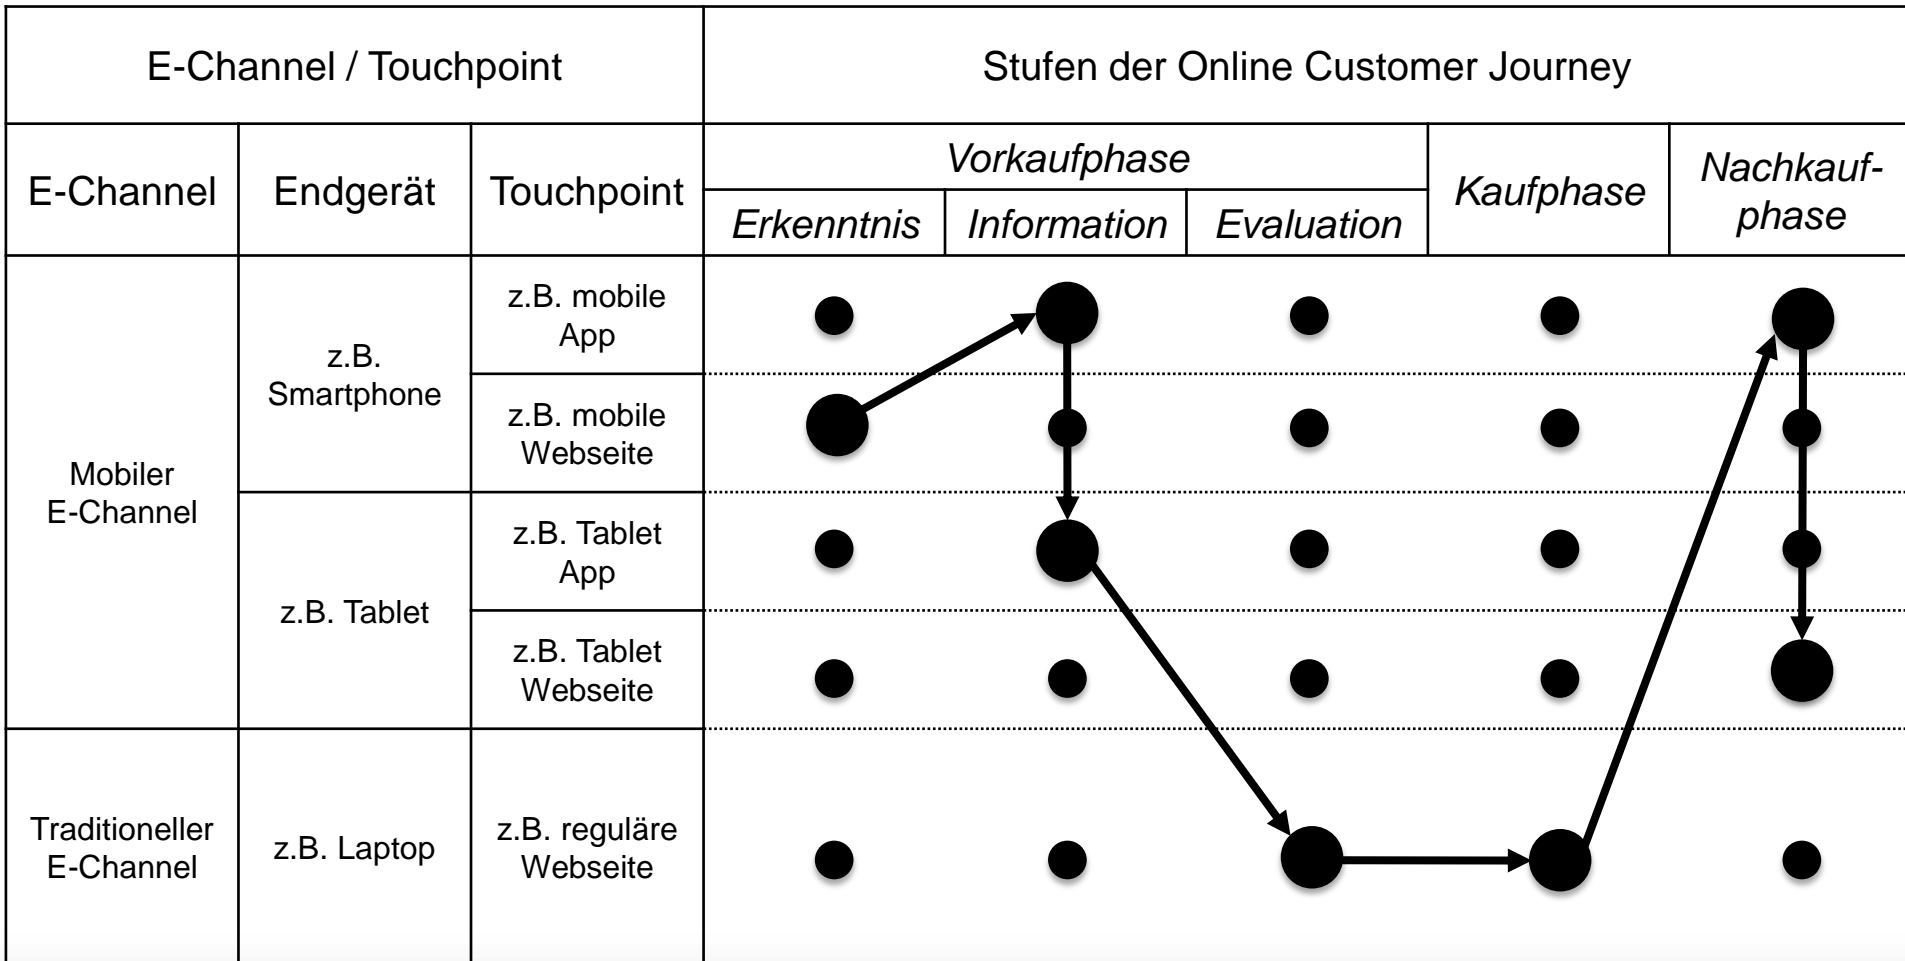 E-Channel / Touchpoint
Stufen der Online Customer Journey
E-Channel
Endgerät
Touchpoint
Vorkaufphase
Kaufphase
Nachkauf-
phase
Erkenntnis
Information
Evaluation
Mobiler
E-Channel
z.B.
Smartphone
z.B. mobile
App
z.B. mobile
Webseite
z.B. Tablet
z.B. Tablet
App
z.B. Tablet
Webseite
Traditioneller
E-Channel
z.B. Laptop
z.B. reguläre
Webseite